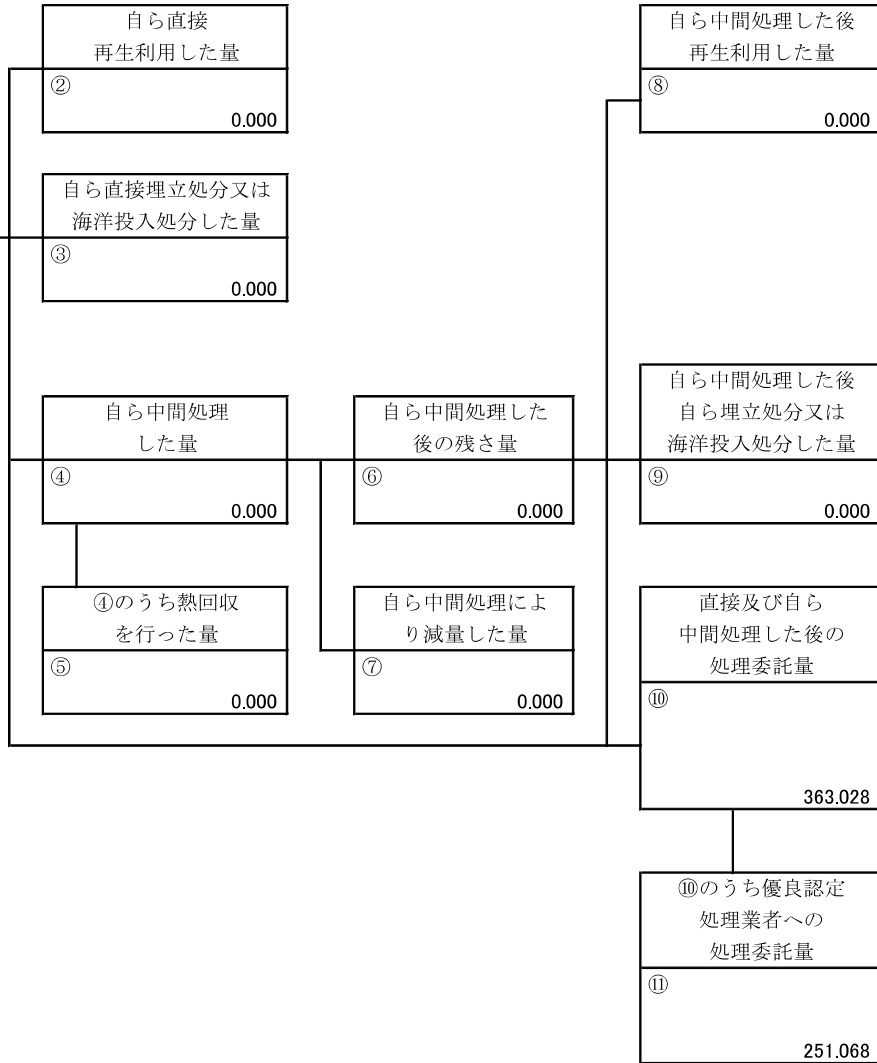 自ら直接
再生利用した量
②
0.000
自ら中間処理した後
再生利用した量
⑧
0.000
自ら直接埋立処分又は
海洋投入処分した量
③
0.000
自ら中間処理
した量
④
0.000
自ら中間処理した
後の残さ量
⑥
0.000
自ら中間処理した後
自ら埋立処分又は
海洋投入処分した量
⑨
0.000
④のうち熱回収
を行った量
⑤
0.000
自ら中間処理によ
り減量した量
⑦
0.000
直接及び自ら
中間処理した後の
処理委託量
⑩
363.028
⑩のうち優良認定
処理業者への
処理委託量
⑪
251.068